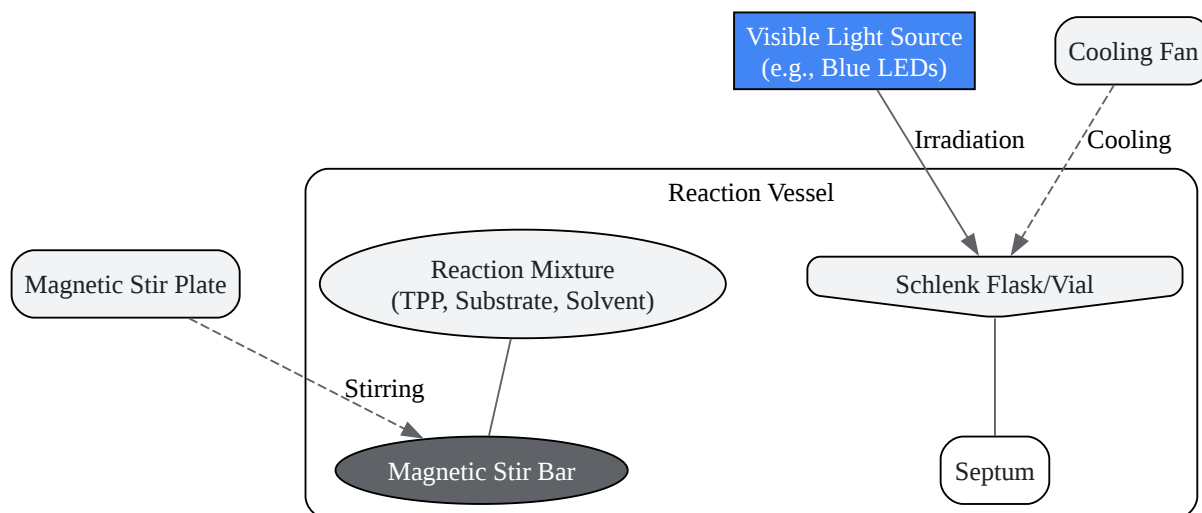 Visible Light Source
(e.g., Blue LEDs)
Cooling Fan
Irradiation
Cooling
Reaction Vessel
Magnetic Stir Plate
Reaction Mixture
(TPP, Substrate, Solvent)
Schlenk Flask/Vial
Stirring
Magnetic Stir Bar
Septum